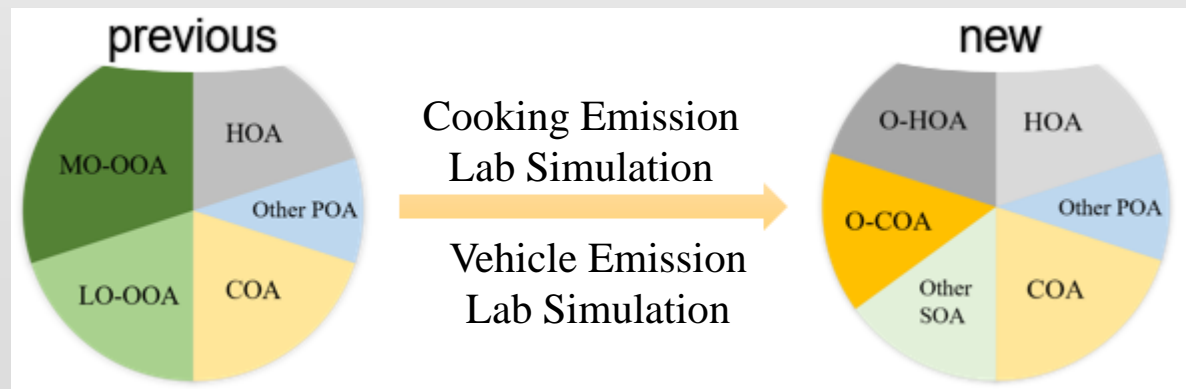 previous
MO-OOA
HOA
Other POA
LO-OOA
COA
Cooking Emission
Lab Simulation
Vehicle Emission
Lab Simulation
new
O-HOA
HOA
O-COA
Other POA
Other
SOA
COA